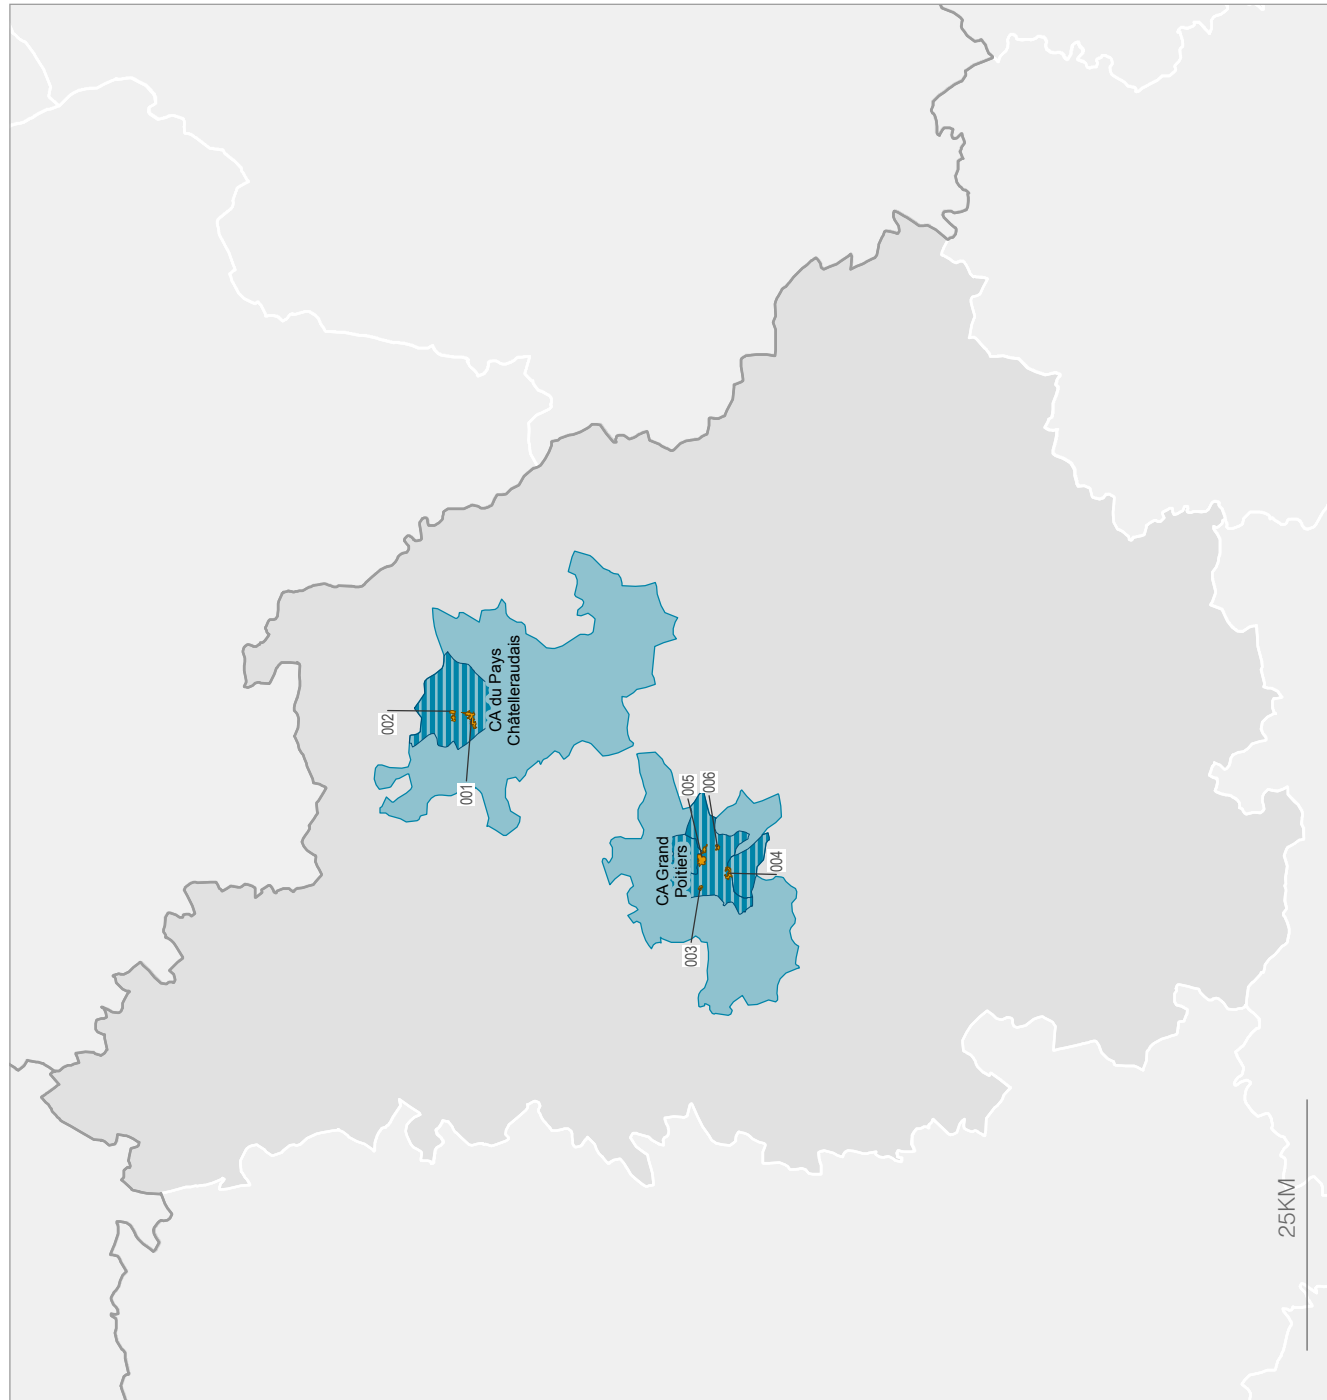 002
001
CA du Pays
Châtelleraudais
005
006
CA Grand
Poitiers
003
004
25KM